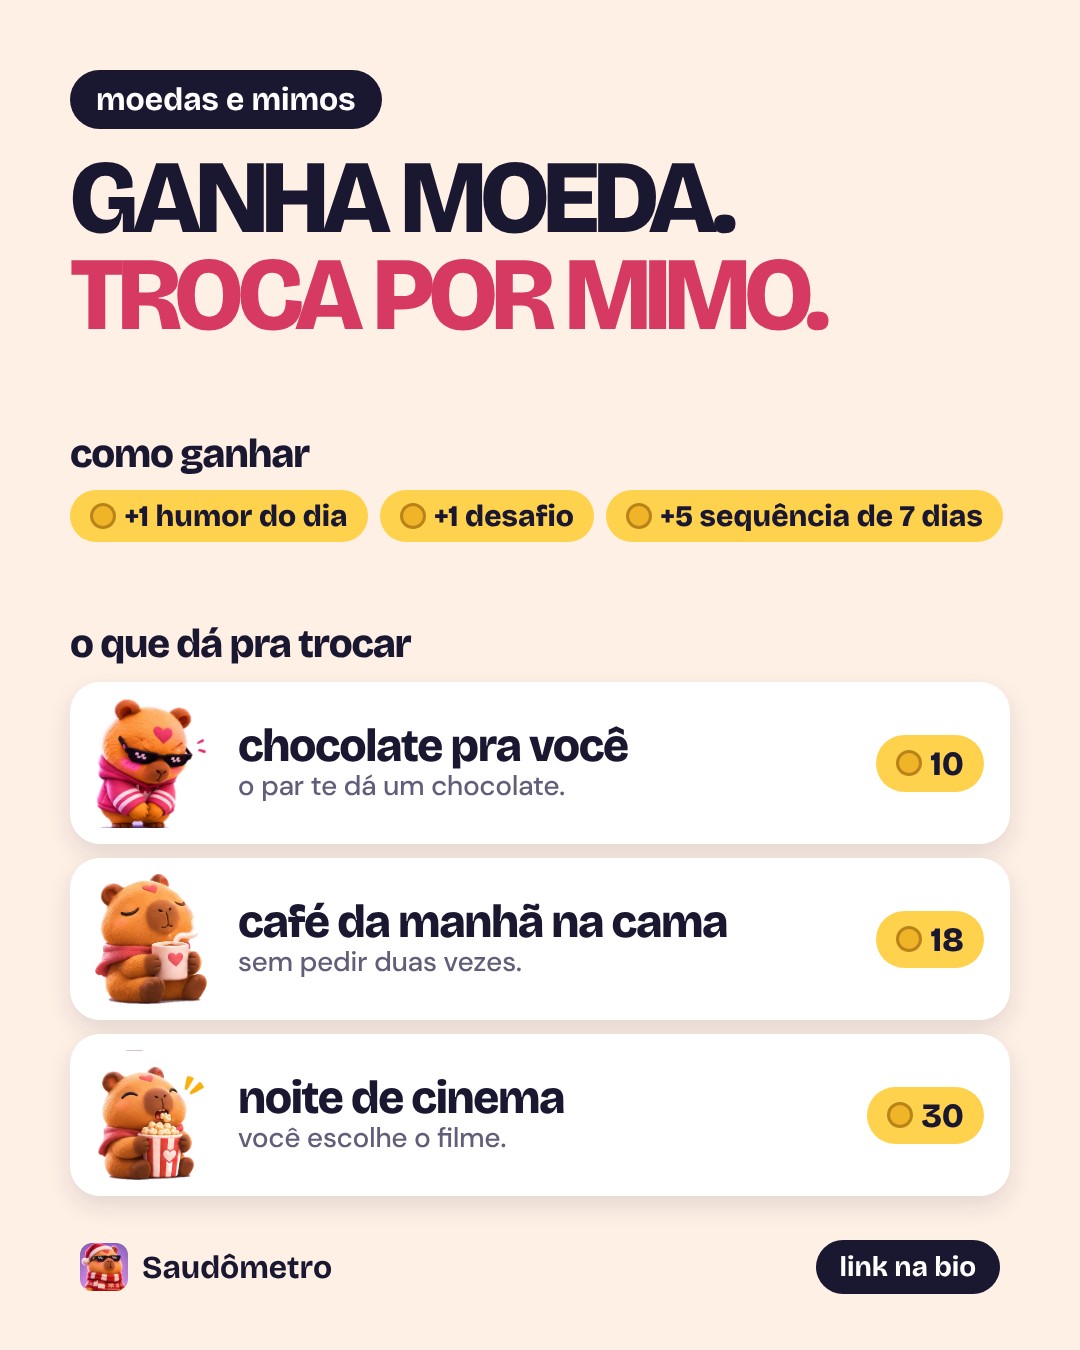 moedas e mimos
GANHA MOEDA.
TROCA POR MIMO.
como ganhar
+1 humor do dia
+1 desafio
+5 sequência de 7 dias
o que dá pra trocar
chocolate pra você
o par te dá um chocolate.
10
café da manhã na cama
sem pedir duas vezes.
18
noite de cinema
você escolhe o filme.
30
Saudômetro
link na bio